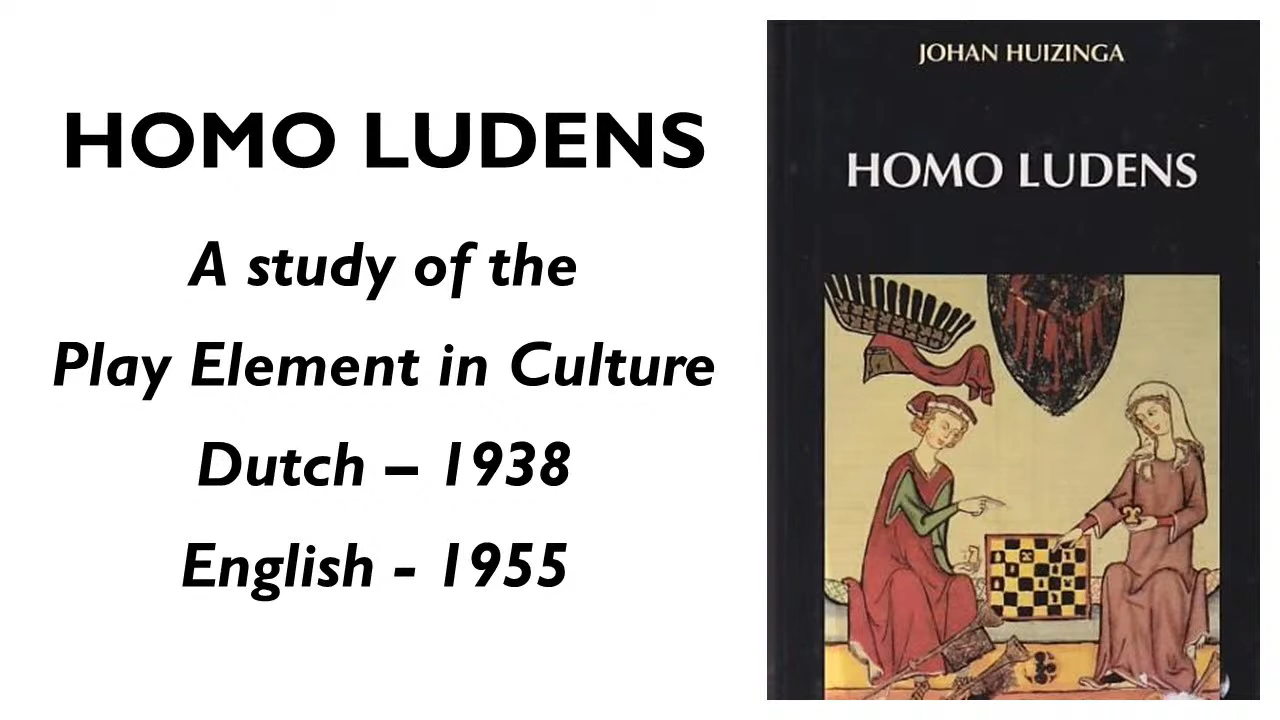 HOMO LUDENS
A study of the
Play Element in Culture
Dutch – 1938
English - 1955
JOHAN HUIZINGA
HOMO LUDENS